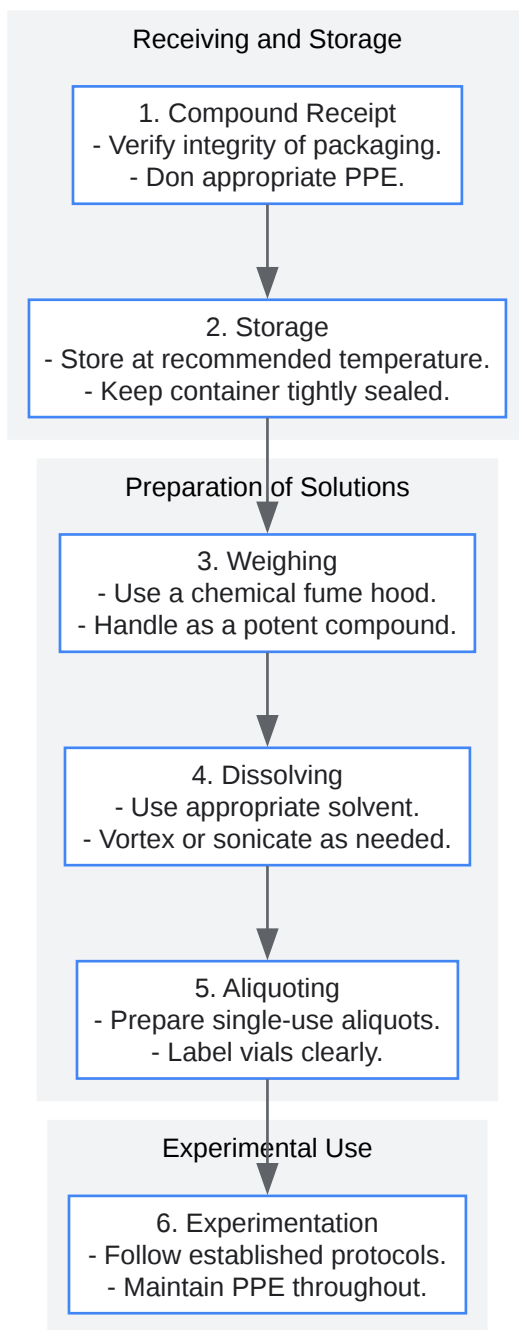 Receiving and Storage
1. Compound Receipt
- Verify integrity of packaging.
- Don appropriate PPE.
2. Storage
- Store at recommended temperature.
- Keep container tightly sealed.
Preparation of Solutions
3. Weighing
- Use a chemical fume hood.
- Handle as a potent compound.
4. Dissolving
- Use appropriate solvent.
- Vortex or sonicate as needed.
5. Aliquoting
- Prepare single-use aliquots.
- Label vials clearly.
Experimental Use
6. Experimentation
- Follow established protocols.
- Maintain PPE throughout.